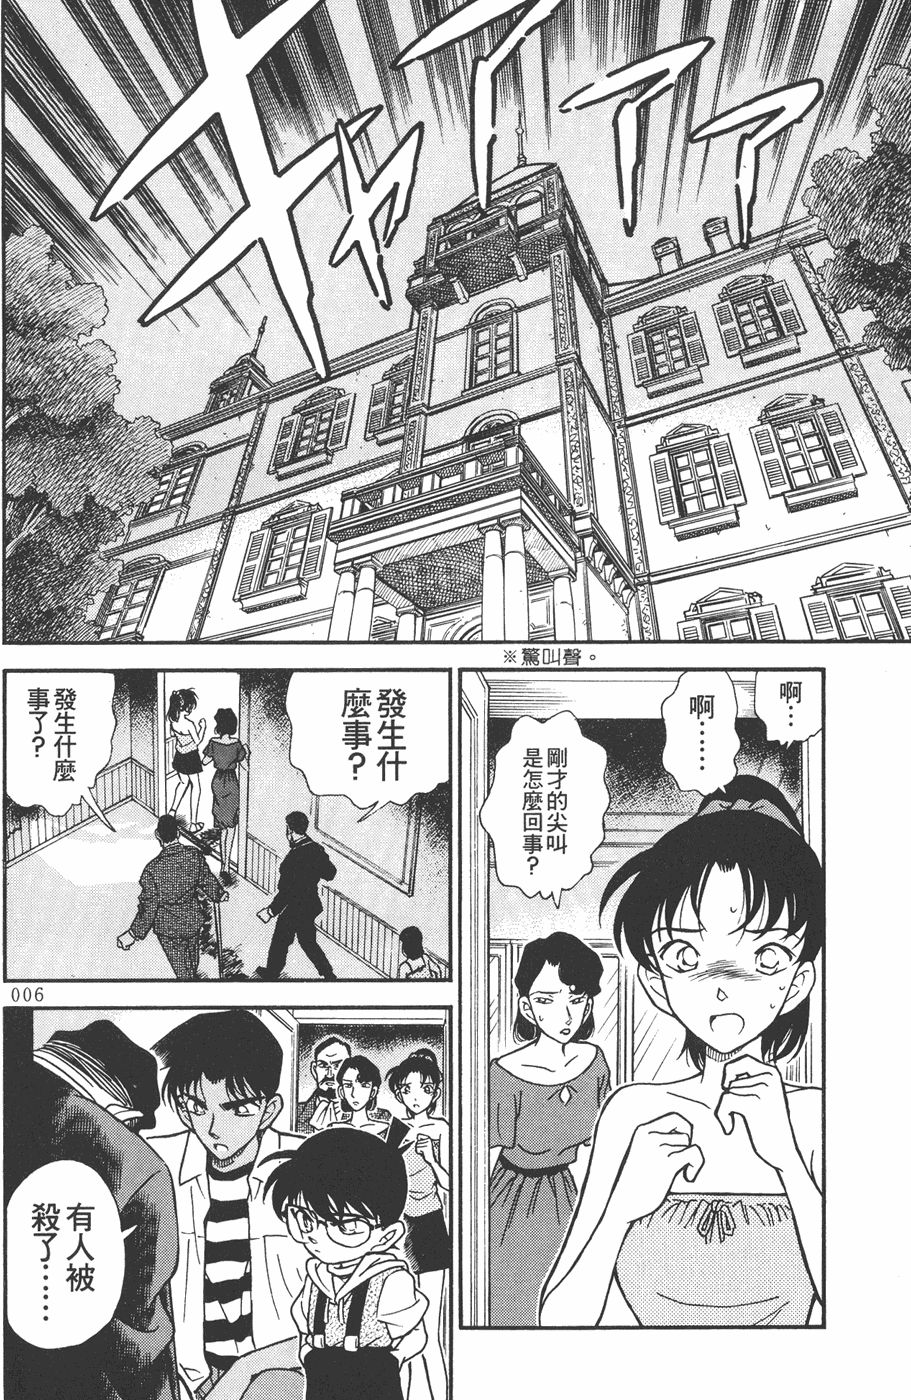 キャアアア
※驚叫聲。
啊…
啊……
剛才的尖叫
是怎麼回事？
發生什
麼事？
發生什麼
事了？
006
有人被
殺了……